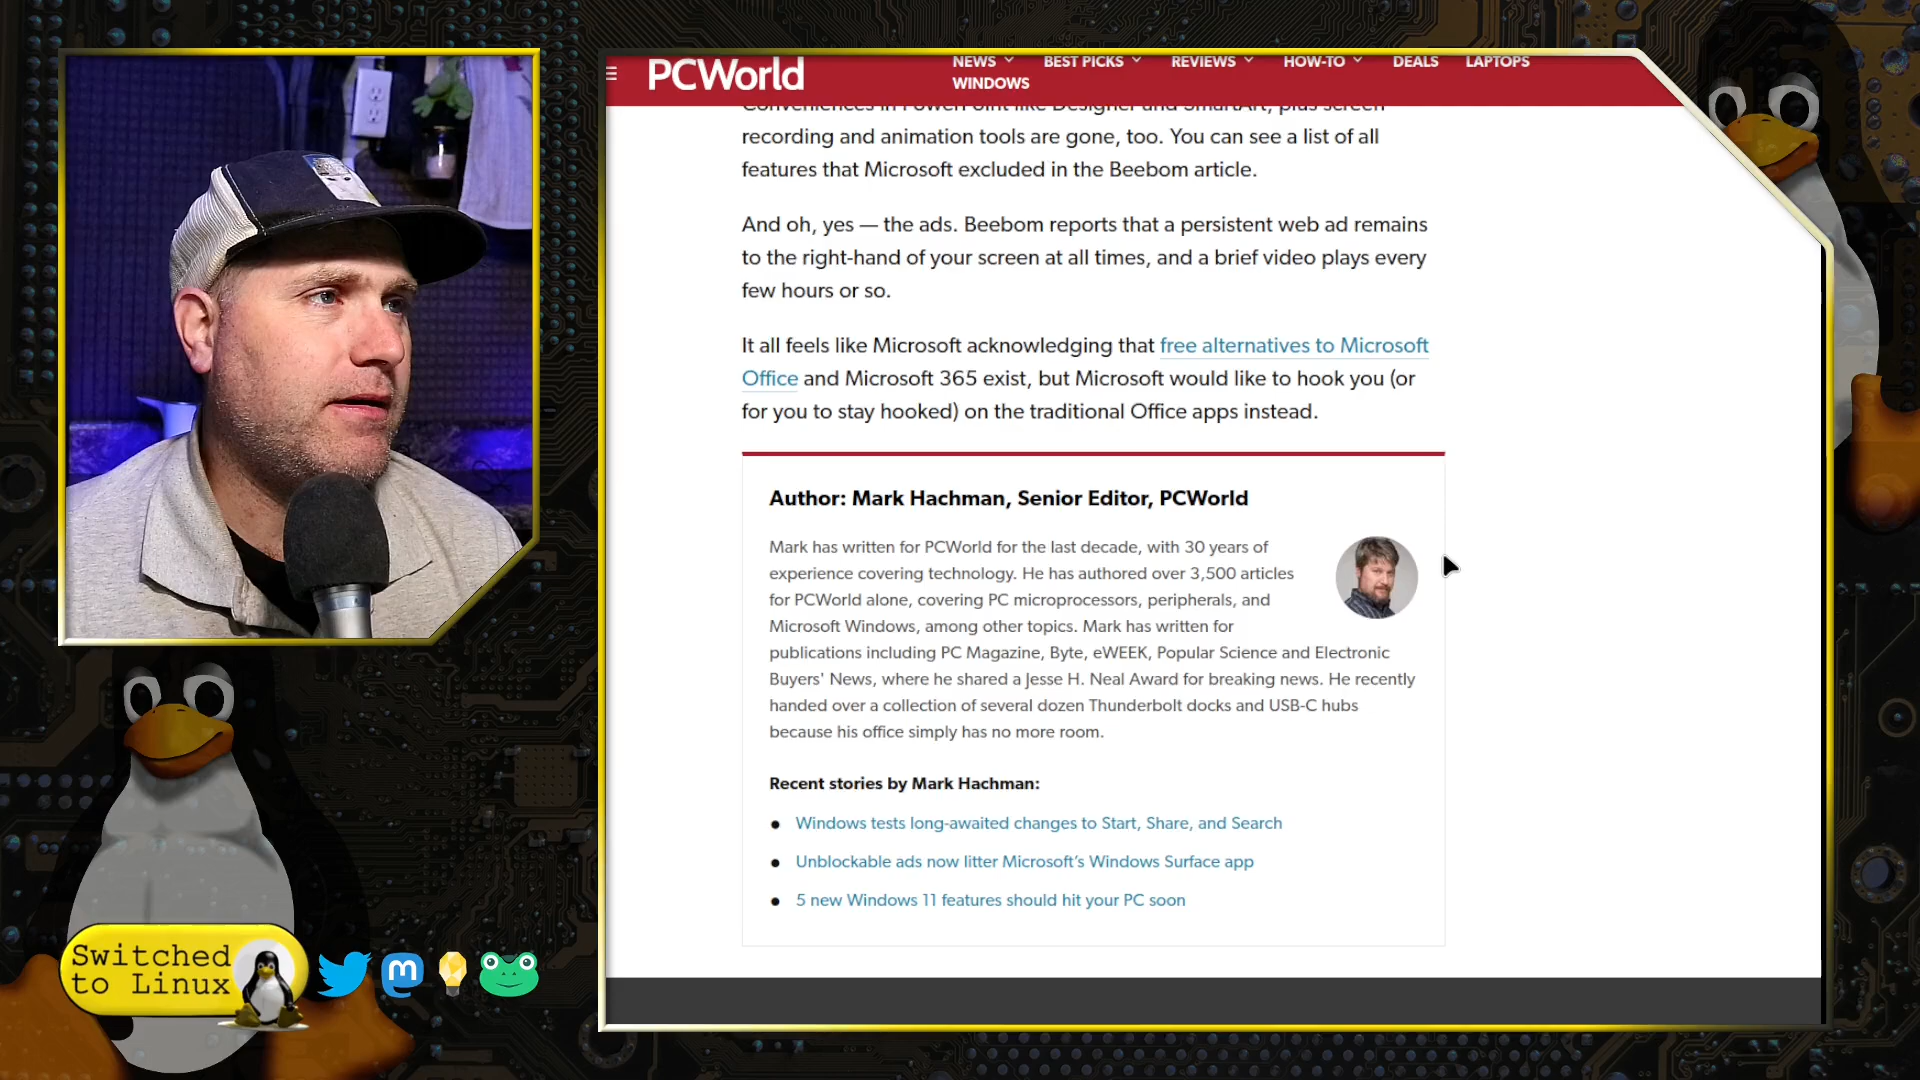 PCWorld
NEWS
BEST PICKS
REVIEWS
HOW-TO
DEALS
LAPTOPS
WINDOWS
Conveniences in PowerPoint like Designer and SmartArt, plus screen
recording and animation tools are gone, too. You can see a list of all
features that Microsoft excluded in the Beebom article.
And oh, yes — the ads. Beebom reports that a persistent web ad remains
to the right-hand of your screen at all times, and a brief video plays every
few hours or so.
It all feels like Microsoft acknowledging that free alternatives to Microsoft
Office and Microsoft 365 exist, but Microsoft would like to hook you (or
for you to stay hooked) on the traditional Office apps instead.
Author: Mark Hachman, Senior Editor, PCWorld
Mark has written for PCWorld for the last decade, with 30 years of
experience covering technology. He has authored over 3,500 articles
for PCWorld alone, covering PC microprocessors, peripherals, and
Microsoft Windows, among other topics. Mark has written for
publications including PC Magazine, Byte, eWEEK, Popular Science and Electronic
Buyers' News, where he shared a Jesse H. Neal Award for breaking news. He recently
handed over a collection of several dozen Thunderbolt docks and USB-C hubs
because his office simply has no more room.
Recent stories by Mark Hachman:
Windows tests long-awaited changes to Start, Share, and Search
Unblockable ads now litter Microsoft’s Windows Surface app
5 new Windows 11 features should hit your PC soon
Switched
to Linux